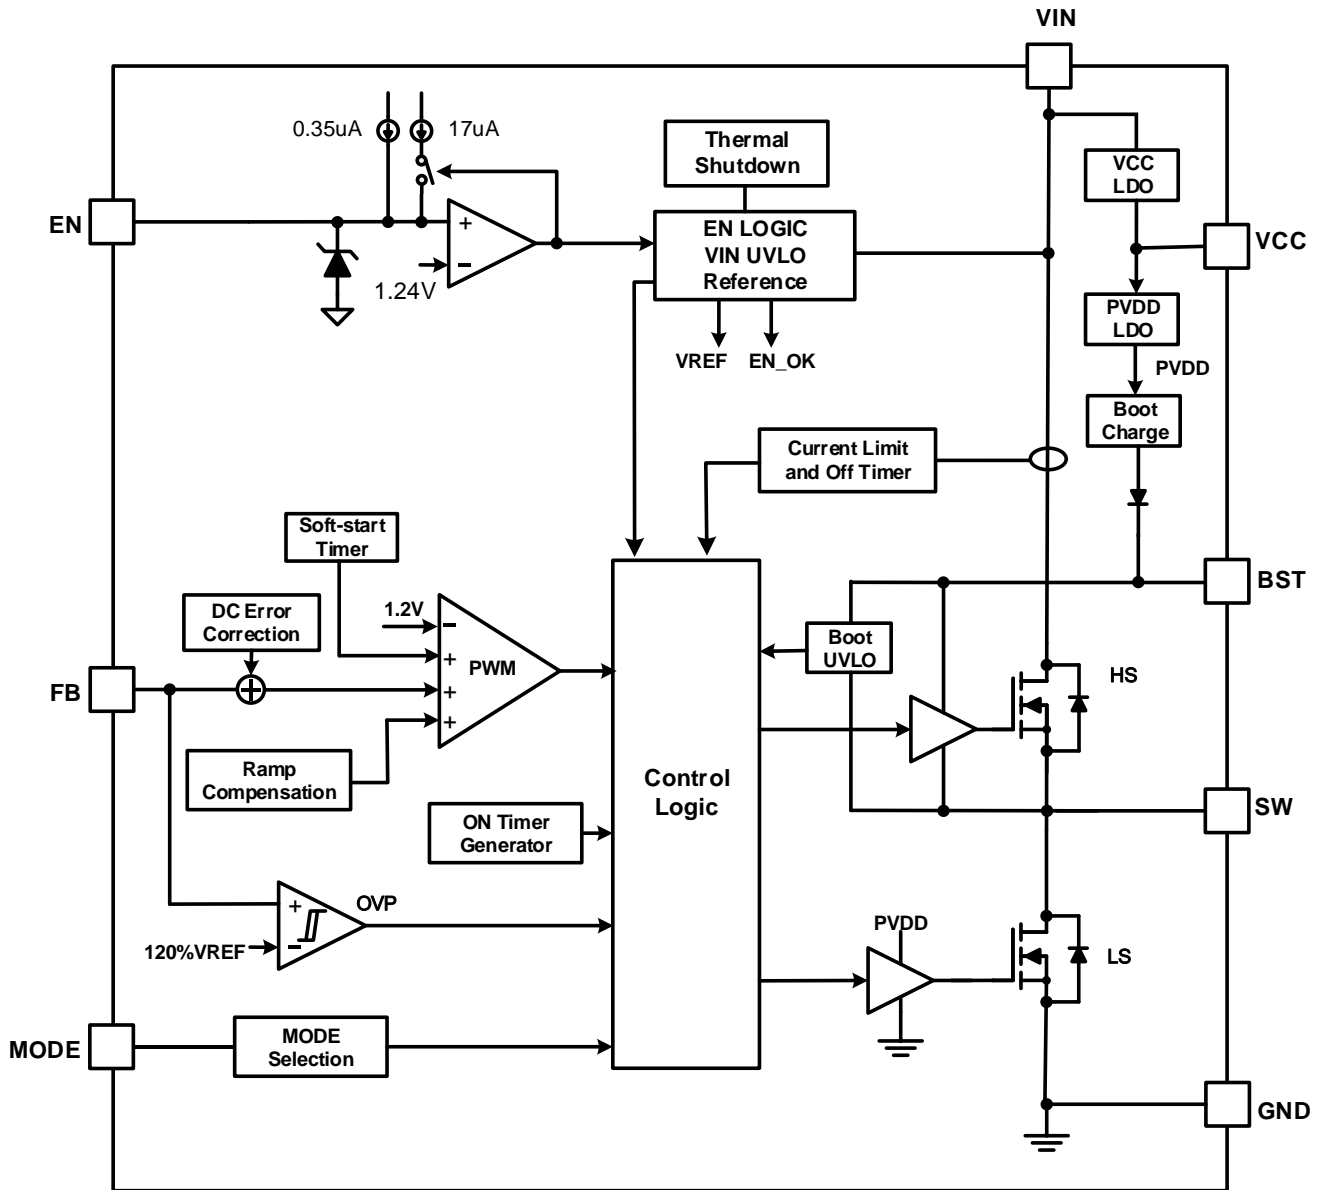 VIN
0.35uA
17uA
Thermal
Shutdown
VCC
LDO
EN
+
−
1.24V
EN LOGIC
VIN UVLO
Reference
VCC
VREF
EN_OK
PVDD
LDO
PVDD
Boot
Charge
Current Limit
and Off Timer
Soft-start
Timer
BST
DC Error
Correction
1.2V
−
+
+
+
PWM
Boot
UVLO
FB
HS
Ramp
Compensation
Control
Logic
SW
ON Timer
Generator
OVP
+
−
120%VREF
PVDD
LS
MODE
MODE
Selection
GND